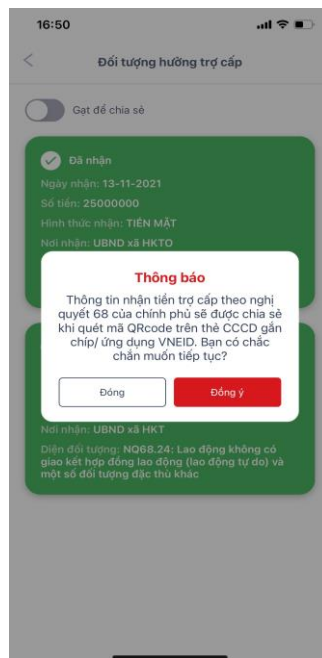 16:50
Đối tượng hưởng trợ cấp
Gạt để chia sẻ
Đã nhận
Ngày nhận: 13-11-2021
Số tiền: 25000000
Hình thức nhận: TIỀN MẶT
Nơi nhận: UBND xã HKTO
Thông báo
Thông tin nhận tiền trợ cấp theo nghị
quyết 68 của chính phủ sẽ được chia sẻ
khi quét mã QRcode trên thẻ CCCD gắn
chíp/ ứng dụng VNEID. Bạn có chắc
chắn muốn tiếp tục?
Đóng
Đồng ý
Nơi nhận: UBND xã HKT
Diện đối tượng: NQ68.24: Lao động không có
giao kết hợp đồng lao động (lao động tự do) và
một số đối tượng đặc thù khác